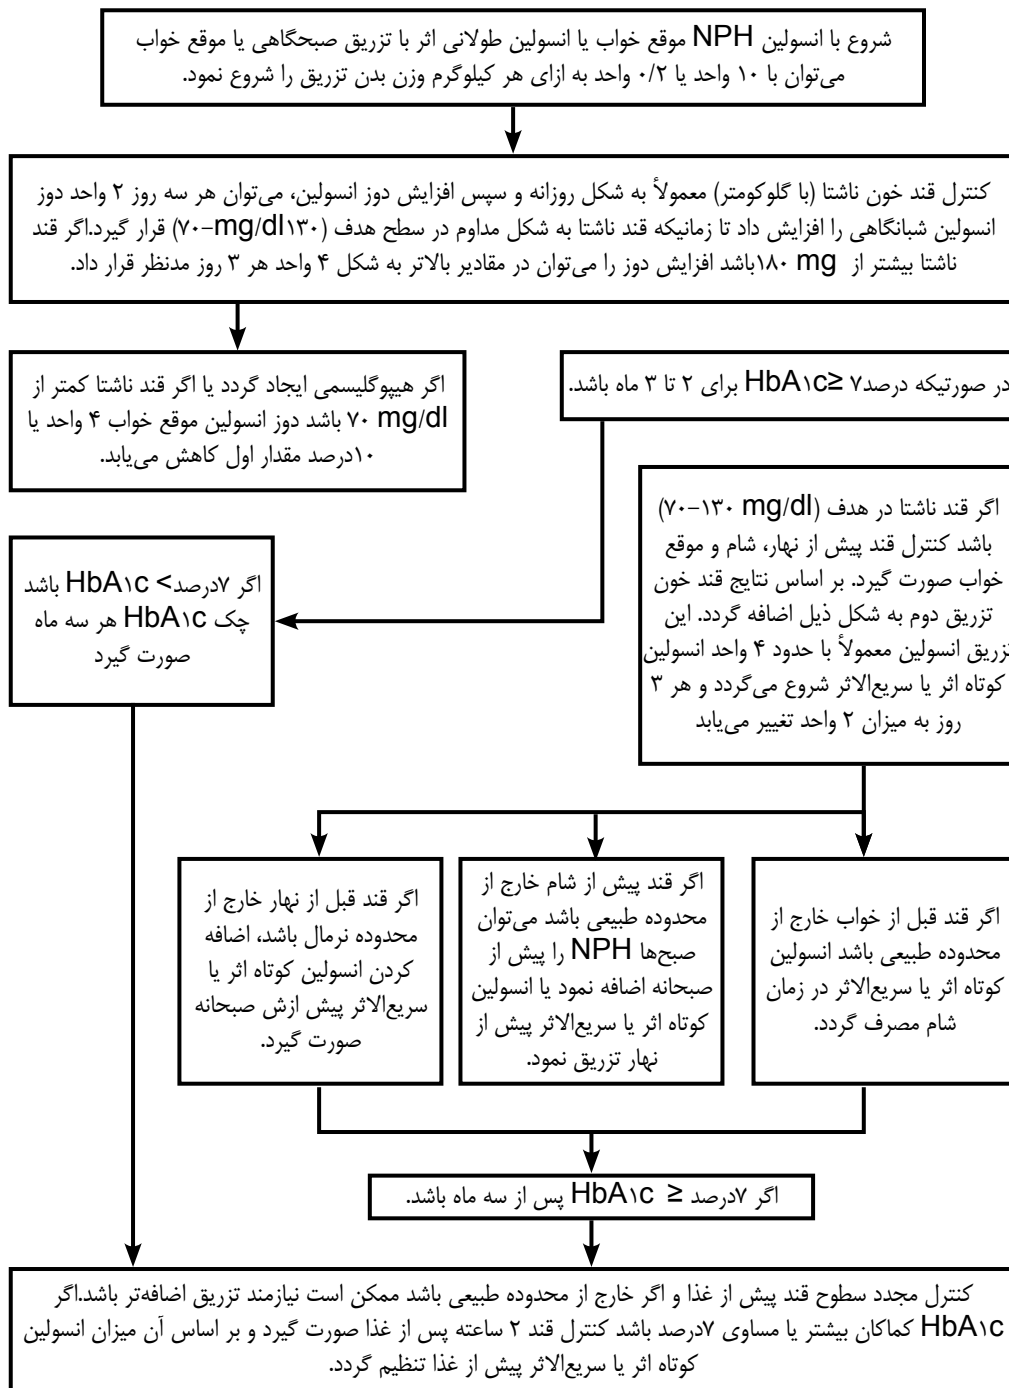 شروع با انسولین NPH موقع خواب یا انسولین طولانی اثر با تزریق صبحگاهی یا موقع خواب
می‌توان با ۱۰ واحد یا ۰/۲ واحد به ازای هر کیلوگرم وزن بدن تزریق را شروع نمود.
کنترل قند خون ناشتا (با گلوکومتر) معمولاً به شکل روزانه و سپس افزایش دوز انسولین، می‌توان هر سه روز ۲ واحد دوز
انسولین شبانگاهی را افزایش داد تا زمانیکه قند ناشتا به شکل مداوم در سطح هدف (۷۰-mg/dl۱۳۰) قرار گیرد.اگر قند
ناشتا بیشتر از mg ۱۸۰باشد افزایش دوز را می‌توان در مقادیر بالاتر به شکل ۴ واحد هر ۳ روز مدنظر قرار داد.
در صورتیکه درصد۷ ≤HbA۱c برای ۲ تا ۳ ماه باشد.
اگر هیپوگلیسمی ایجاد گردد یا اگر قند ناشتا کمتر از
۷۰ mg/dl باشد دوز انسولین موقع خواب ۴ واحد یا
۱۰درصد مقدار اول کاهش می‌یابد.
اگر قند ناشتا در هدف (۷۰-۱۳۰ mg/dl)
باشد کنترل قند پیش از نهار، شام و موقع
خواب صورت گیرد. بر اساس نتایج قند خون
تزریق دوم به شکل ذیل اضافه گردد. این
تزریق انسولین معمولاً با حدود ۴ واحد انسولین
کوتاه اثر یا سریع‌الاثر شروع می‌گردد و هر ۳
روز به میزان ۲ واحد تغییر می‌یابد
اگر ۷درصد> HbA۱c باشد
چک HbA۱c هر سه ماه
صورت گیرد
اگر قند قبل از خواب خارج از
محدوده طبیعی باشد انسولین
کوتاه اثر یا سریع‌الاثر در زمان
شام مصرف گردد.
اگر قند پیش از شام خارج از
محدوده طبیعی باشد می‌توان
صبح‌ها NPH را پیش از
صبحانه اضافه نمود یا انسولین
کوتاه اثر یا سریع‌الاثر پیش از
نهار تزریق نمود.
اگر قند قبل از نهار خارج از
محدوده نرمال باشد، اضافه
کردن انسولین کوتاه اثر یا
سریع‌الاثر پیش ازش صبحانه
صورت گیرد.
اگر ۷درصد ≥ HbA۱c پس از سه ماه باشد.
کنترل مجدد سطوح قند پیش از غذا و اگر خارج از محدوده طبیعی باشد ممکن است نیازمند تزریق اضافه‌تر باشد.اگر
HbA۱c کماکان بیشتر یا مساوی ۷درصد باشد کنترل قند ۲ ساعته پس از غذا صورت گیرد و بر اساس آن میزان انسولین
کوتاه اثر یا سریع‌الاثر پیش از غذا تنظیم گردد.